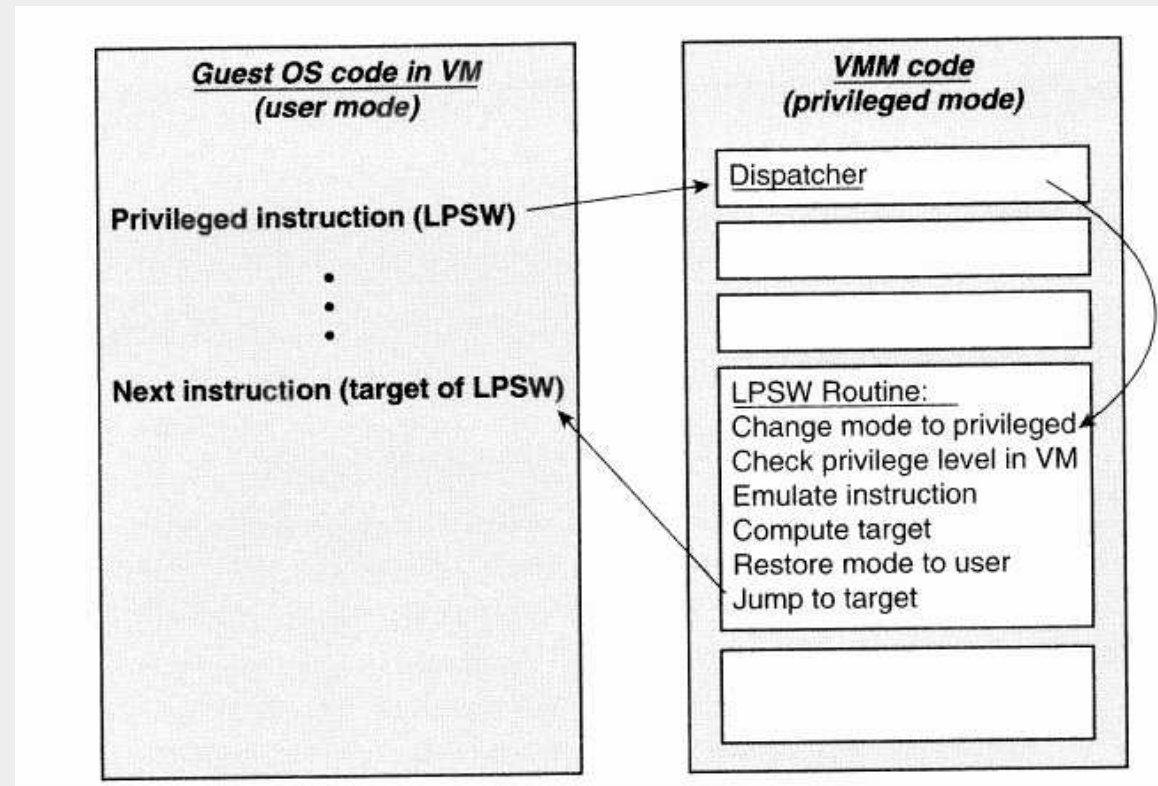 Guest OS code in VM
(user mode)
Privileged instruction (LPSW)
Next instruction (target of LPSW)
VMM code
(privileged mode)
Dispatcher
LPSW Routine:
Change mode to privileged
Check privilege level in VM
Emulate instruction
Compute target
Restore mode to user
Jump to target